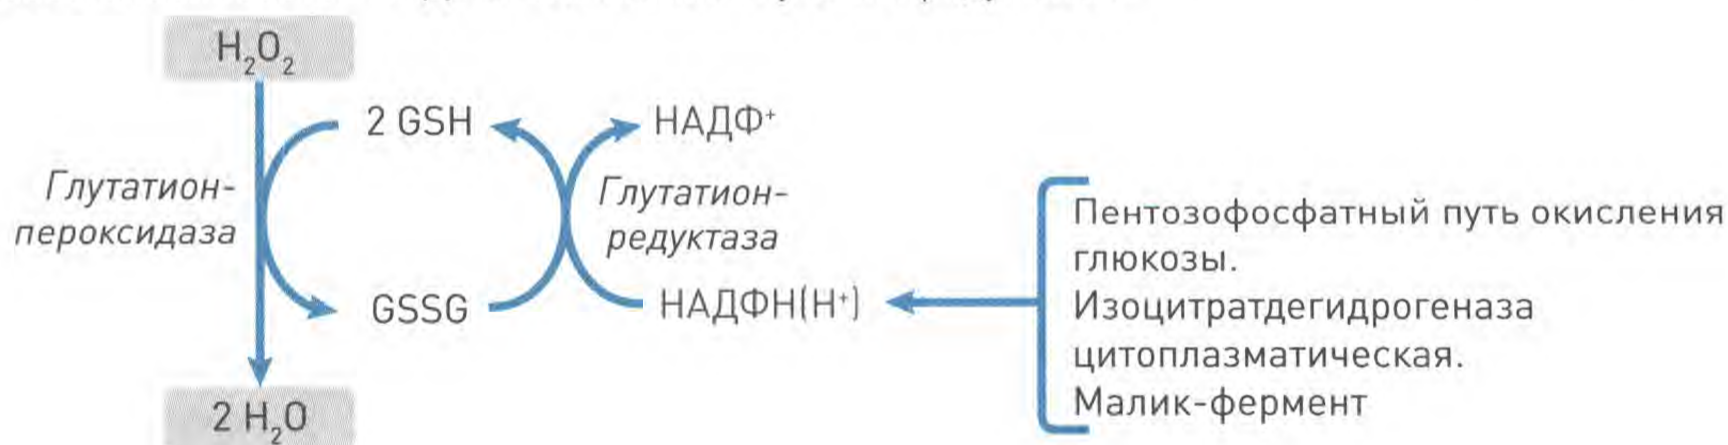 H₂O₂
2 GSH
НАДФ⁺
Глутатион-
пероксидаза
Глутатион-
редуктаза
GSSG
НАДФН(Н⁺)
Пентозофосфатный путь окисления
глюкозы.
Изоцитратдегидрогеназа
цитоплазматическая.
Малик-фермент
2 H₂O